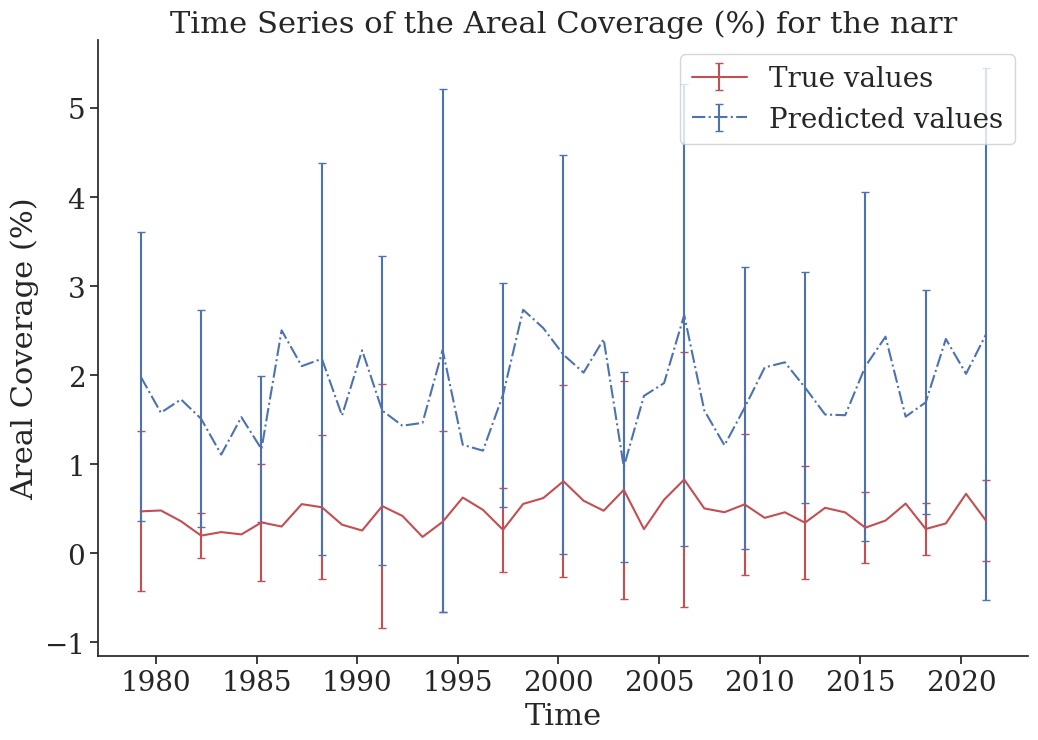 Time Series of the Areal Coverage (%) for the narr
True values
Predicted values
Areal Coverage (%)
5
4
3
2
1
0
−1
1980 1985 1990 1995 2000 2005 2010 2015 2020
Time